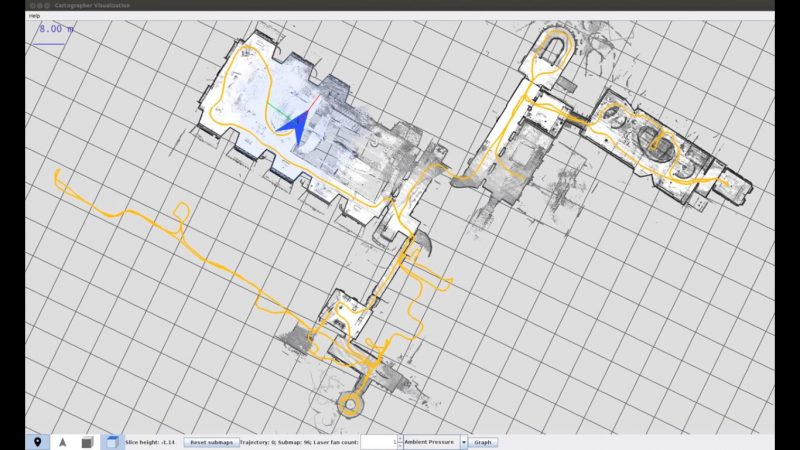 Cartographer Visualization
Help
8.00 m
Slice height: -1.14 Reset submaps Trajectory: 0; Submap: 96; Laser fan count: 1 Ambient Pressure Graph